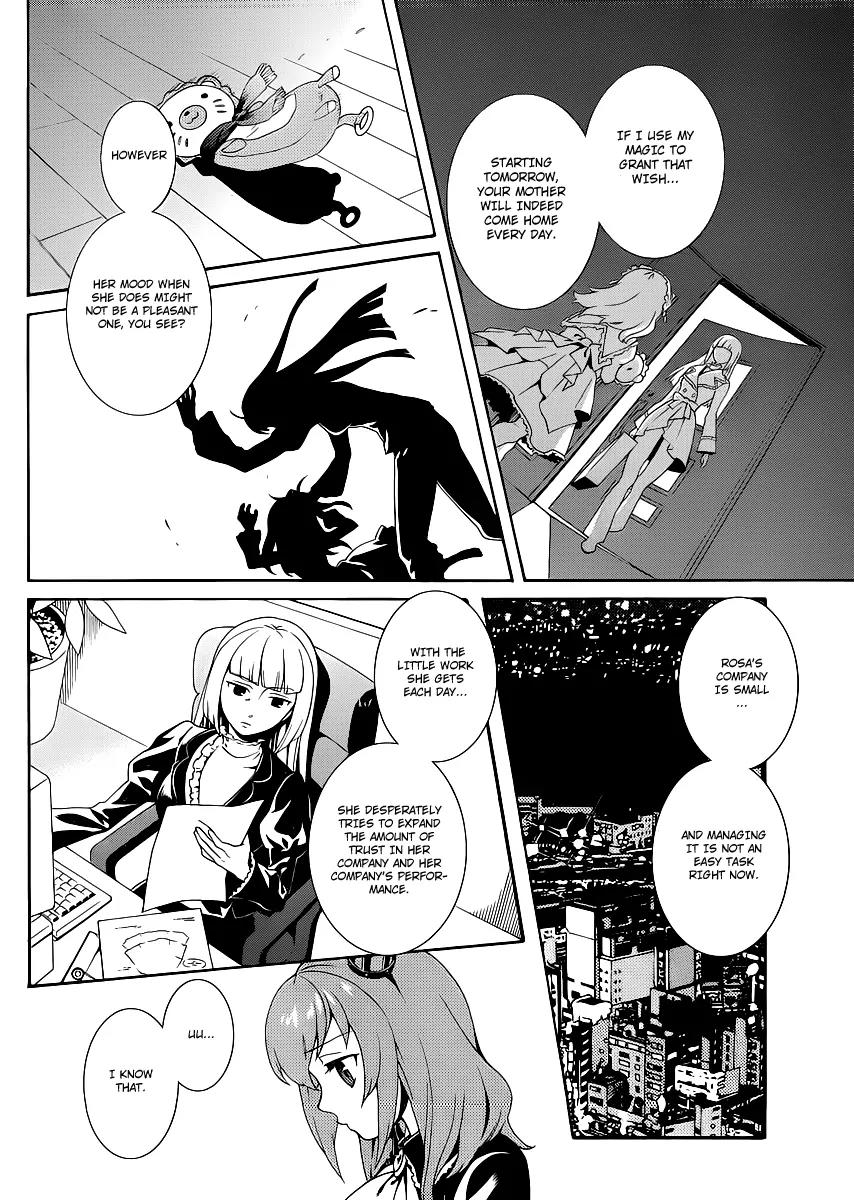 IF I USE MY
MAGIC TO
GRANT THAT
WISH...
STARTING
TOMORROW,
YOUR MOTHER
WILL INDEED
COME HOME
EVERY DAY.
HOWEVER
HER MOOD WHEN
SHE DOES MIGHT
NOT BE A PLEASANT
ONE, YOU SEE?
ROSA'S
COMPANY
IS SMALL
...
AND MANAGING
IT IS NOT AN
EASY TASK
RIGHT NOW.
WITH THE
LITTLE WORK
SHE GETS
EACH DAY...
SHE DESPERATELY
TRIES TO EXPAND
THE AMOUNT OF
TRUST IN HER
COMPANY AND HER
COMPANY'S PERFOR-
MANCE.
UU...
I KNOW
THAT.